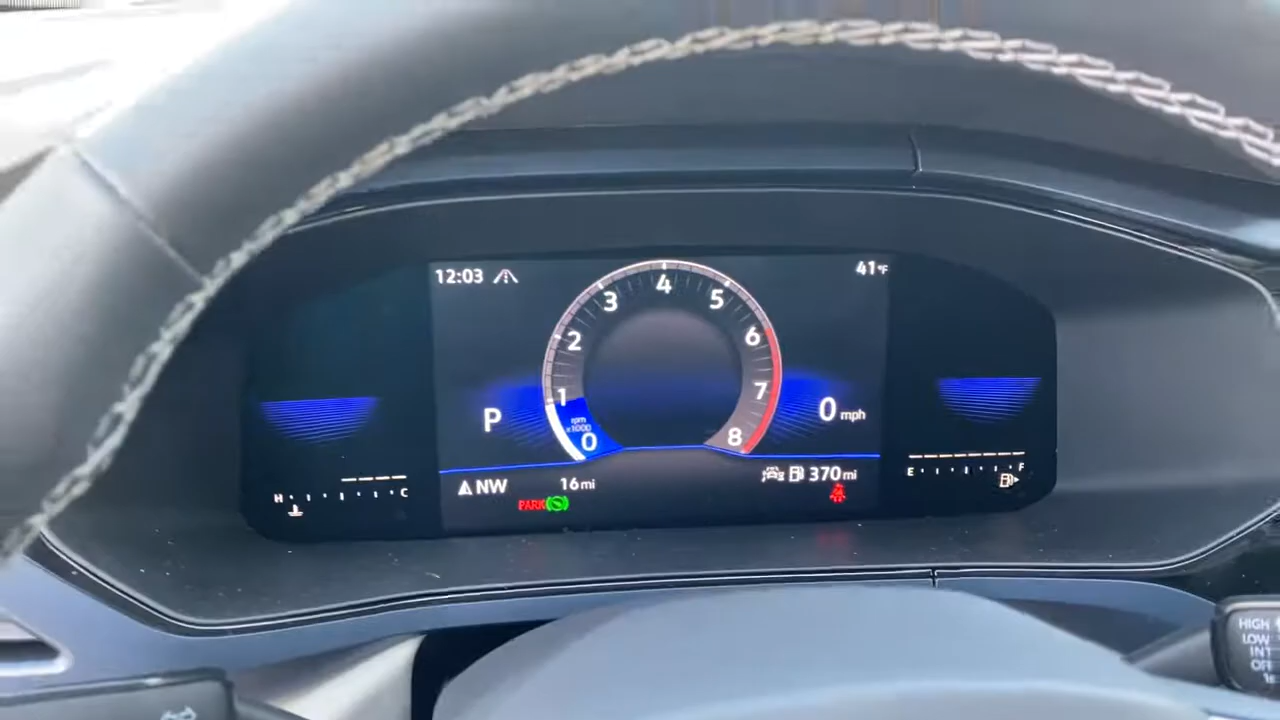 12:03
41°F
4
3
5
2
6
1
7
rpm
x1000
P
0 mph
0
8
E F
370 mi
NW
16 mi
H C
PARK
HIGH
LOW
INT
OFF
1x